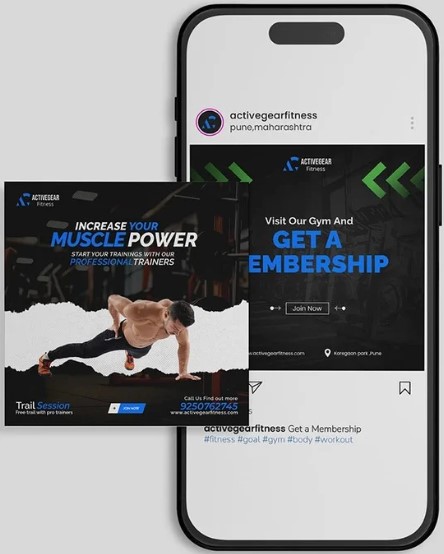 activegearfitness
pune,maharashtra
ACTIVEGEAR
Fitness
Visit Our Gym And
GET A
EMBERSHIP
Join Now
.activegearfitness.com
Koregaon park ,Pune
activegearfitness Get a Membership
#fitness #goal #gym #body #workout
ACTIVEGEAR
Fitness
INCREASE YOUR
MUSCLE POWER
START YOUR TRAININGS WITH OUR
PROFESSIONAL TRAINERS
Trail Session
Free trail with pro trainers
JOIN NOW
Call Us Find out more
9250762745
www.activegearfitness.com